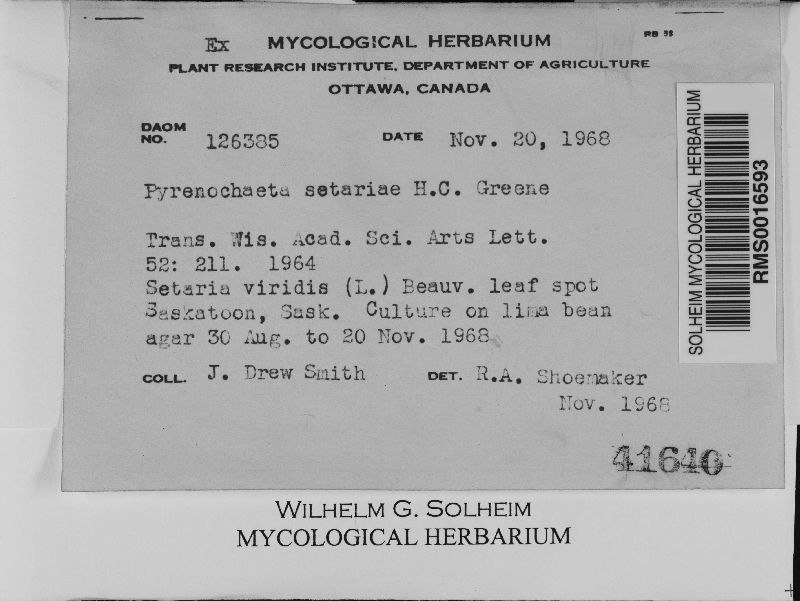 RB 58
Ex MYCOLOGICAL HERBARIUM
PLANT RESEARCH INSTITUTE, DEPARTMENT OF AGRICULTURE
OTTAWA, CANADA
DAOM NO. 126385 DATE Nov. 20, 1968
Pyrenochaeta setariae H.C. Greene
Trans. Wis. Acad. Sci. Arts Lett.
52: 211. 1964
Setaria viridis (L.) Beauv. leaf spot
Saskatoon, Sask. Culture on lima bean
agar 30 Aug. to 20 Nov. 1968
COLL. J. Drew Smith DET. R.A. Shoemaker
Nov. 1968
41640
SOLHEIM MYCOLOGICAL HERBARIUM
RMS0016593
WILHELM G. SOLHEIM
MYCOLOGICAL HERBARIUM